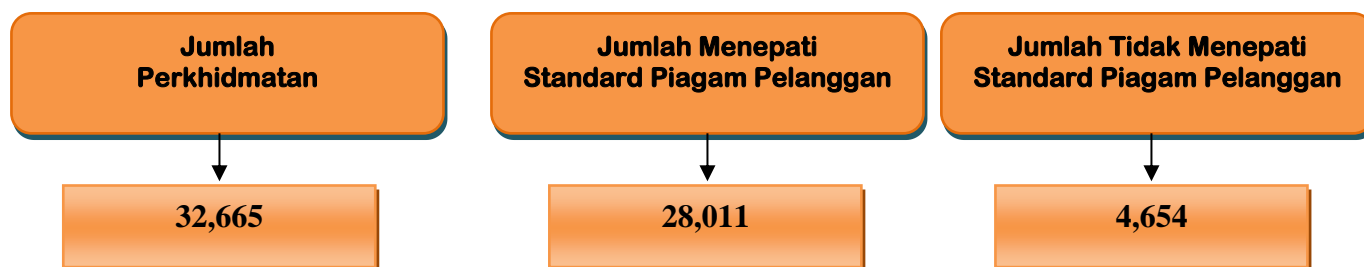 Jumlah
Perkhidmatan
32,665
Jumlah Menepati
Standard Piagam Pelanggan
28,011
Jumlah Tidak Menepati
Standard Piagam Pelanggan
4,654